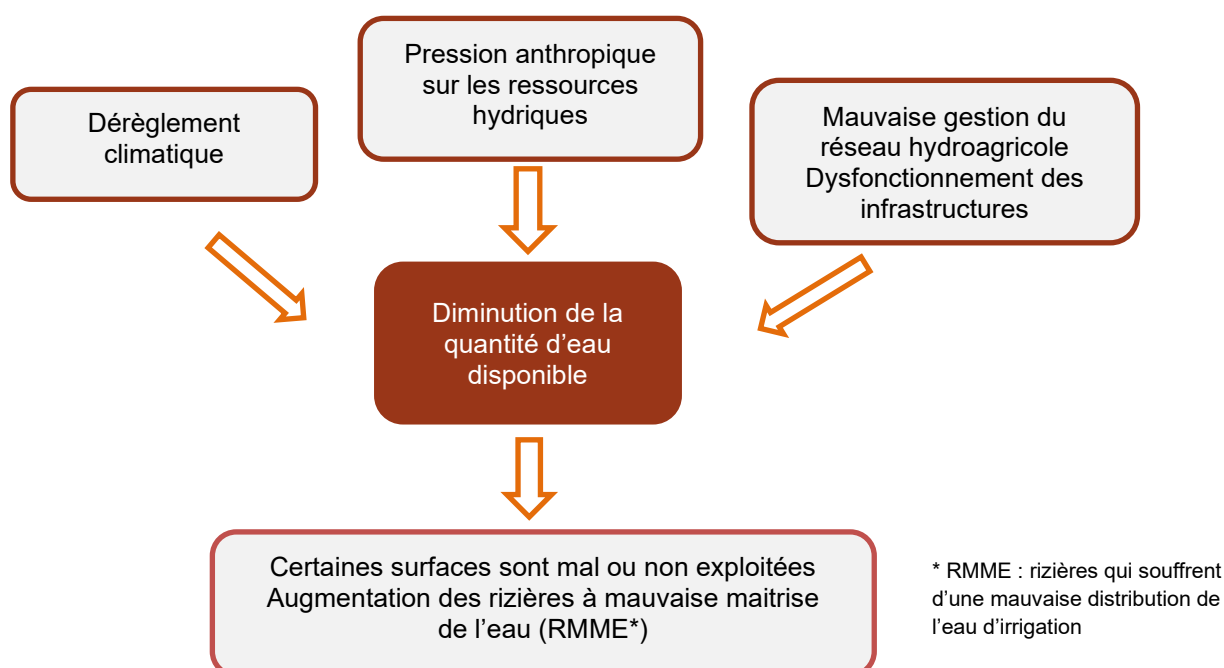 Pression anthropique
sur les ressources
hydriques
Dérèglement
climatique
Mauvaise gestion du
réseau hydroagricole
Dysfonctionnement des
infrastructures
Diminution de la
quantité d’eau
disponible
Certaines surfaces sont mal ou non exploitées
Augmentation des rizières à mauvaise maitrise
de l’eau (RMME*)
* RMME : rizières qui souffrent
d’une mauvaise distribution de
l’eau d’irrigation